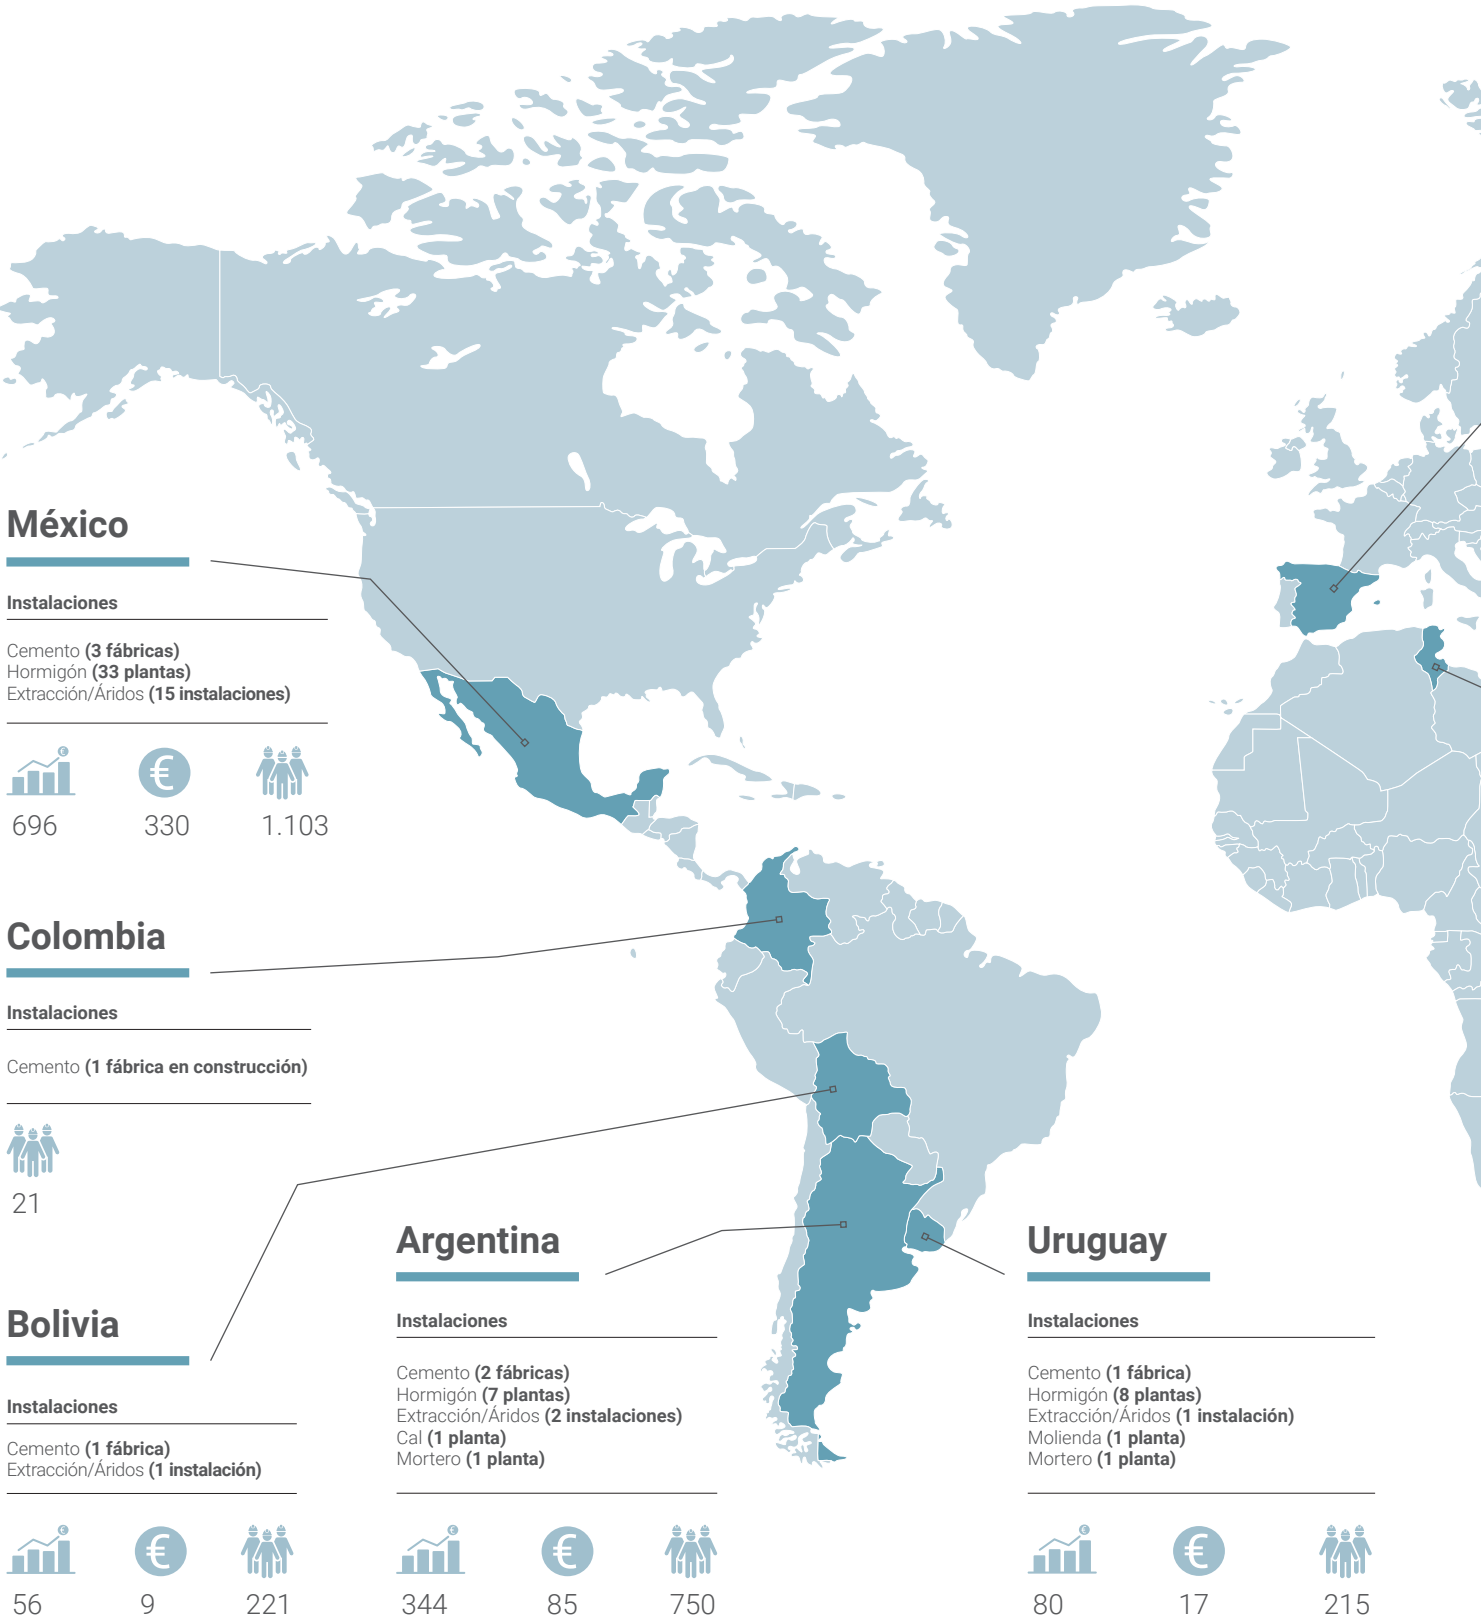 México
Instalaciones
Cemento (3 fábricas)
Hormigón (33 plantas)
Extracción/Áridos (15 instalaciones)
€
€
696 330 1.103
Colombia
Instalaciones
Cemento (1 fábrica en construcción)
21
Bolivia
Instalaciones
Cemento (1 fábrica)
Extracción/Áridos (1 instalación)
€
€
56 9 221
Argentina
Instalaciones
Cemento (2 fábricas)
Hormigón (7 plantas)
Extracción/Áridos (2 instalaciones)
Cal (1 planta)
Mortero (1 planta)
€
€
344 85 750
Uruguay
Instalaciones
Cemento (1 fábrica)
Hormigón (8 plantas)
Extracción/Áridos (1 instalación)
Molienda (1 planta)
Mortero (1 planta)
€
€
80 17 215